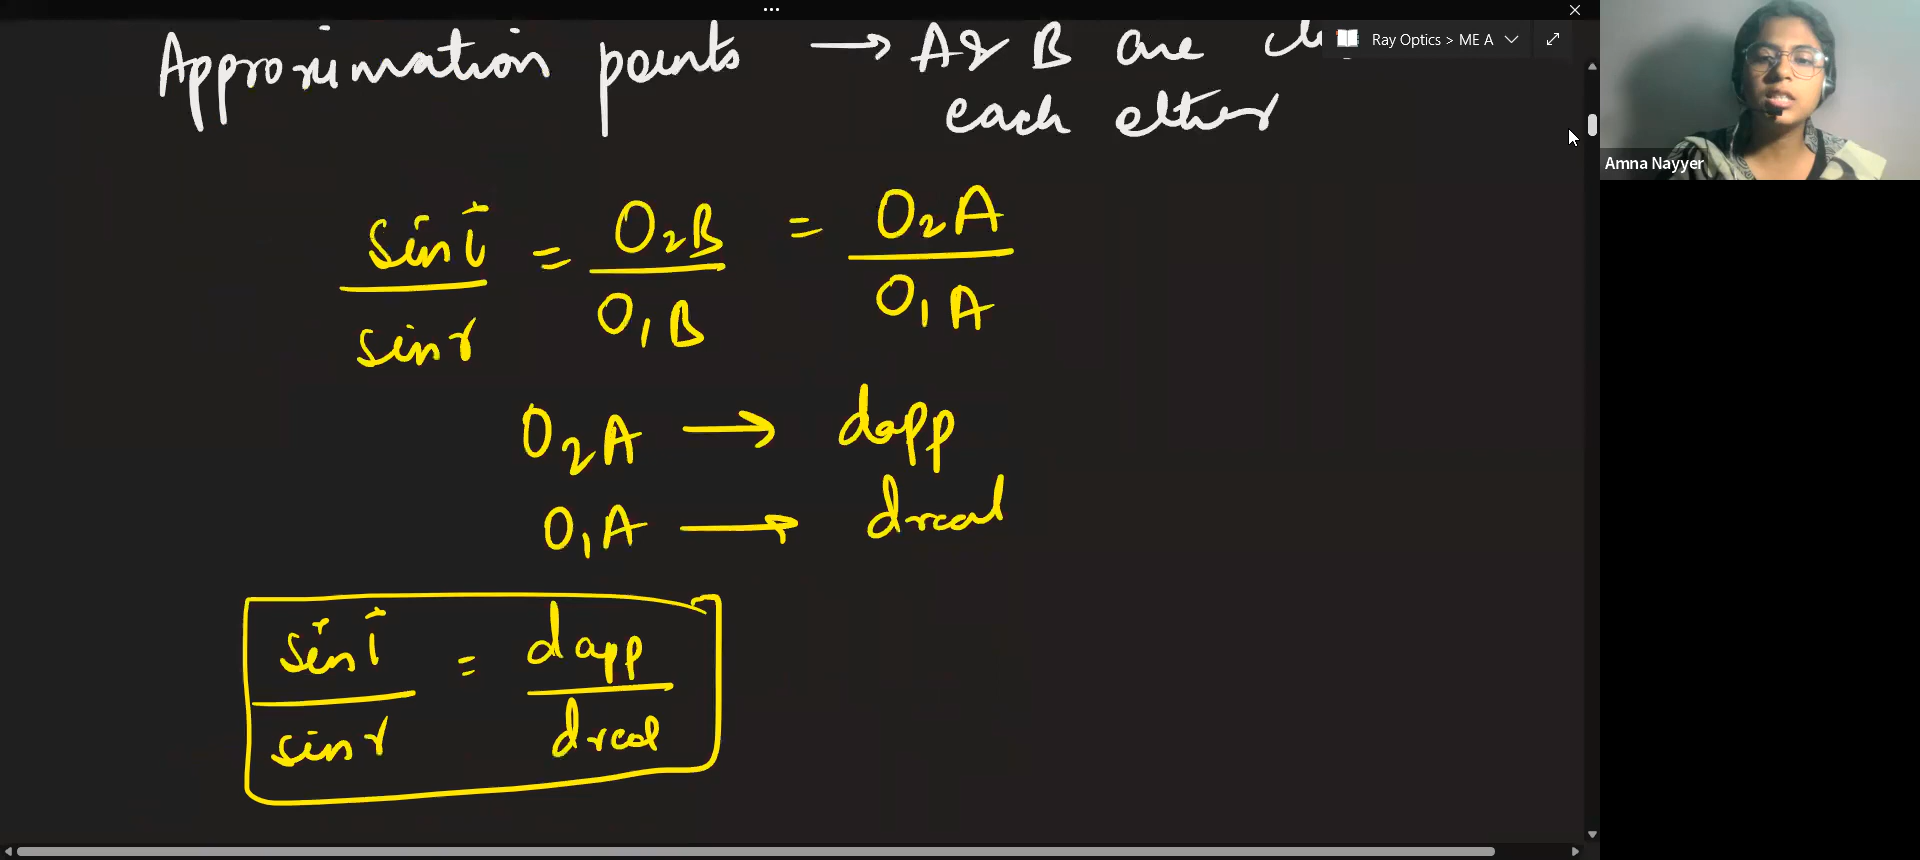 Approximation points → A & B are
Ray Optics > ME A
each other
Amna Nayyer
sin i / sin r = O₂B / O₁B = O₂A / O₁A
O₂A → dapp
O₁A → dreal
sin i / sin r = dapp / dreal